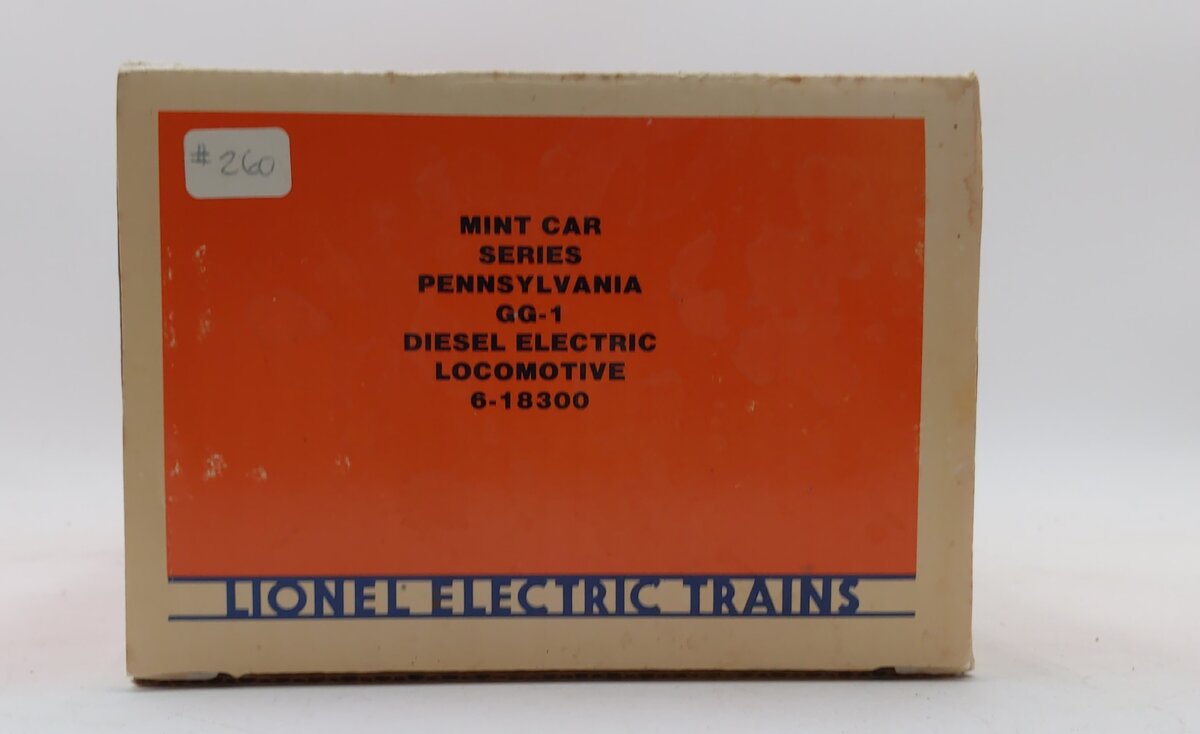 #260
MINT CAR
SERIES
PENNSYLVANIA
GG-1
DIESEL ELECTRIC
LOCOMOTIVE
6-18300
LIONEL ELECTRIC TRAINS